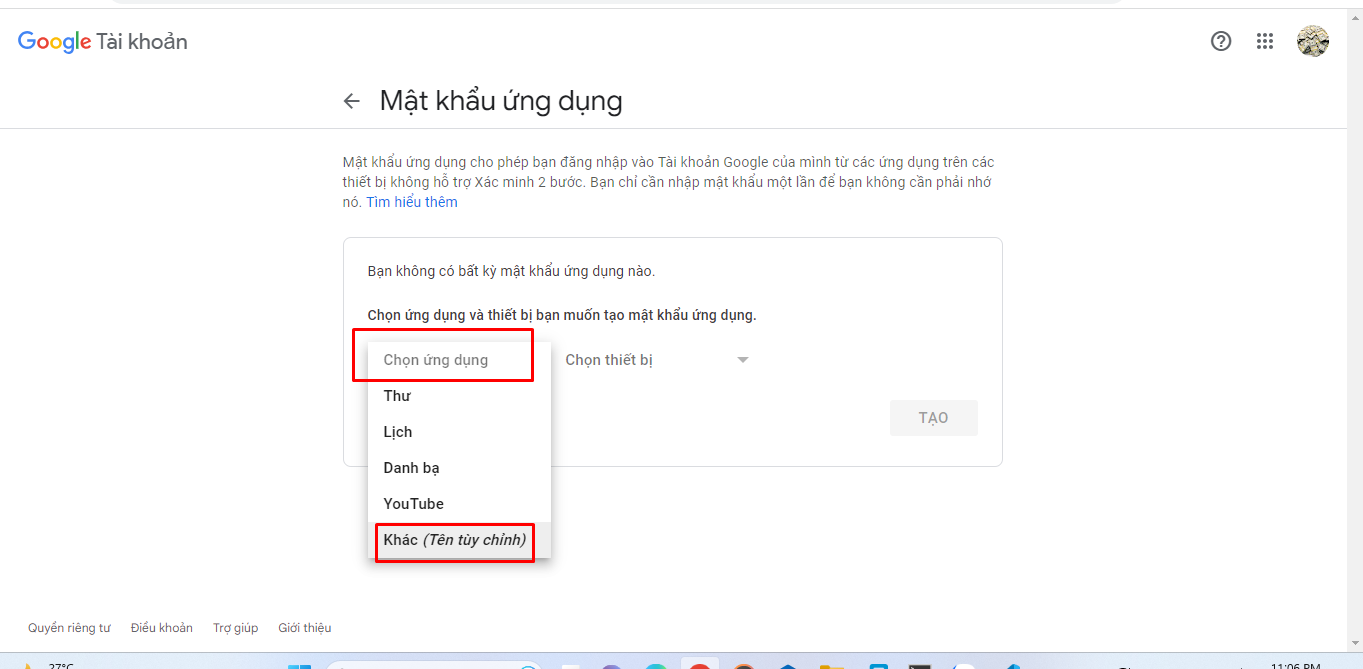 Google Tài khoản
Mật khẩu ứng dụng
Mật khẩu ứng dụng cho phép bạn đăng nhập vào Tài khoản Google của mình từ các ứng dụng trên các
thiết bị không hỗ trợ Xác minh 2 bước. Bạn chỉ cần nhập mật khẩu một lần để bạn không cần phải nhớ
nó. Tìm hiểu thêm
Bạn không có bất kỳ mật khẩu ứng dụng nào.
Chọn ứng dụng và thiết bị bạn muốn tạo mật khẩu ứng dụng.
Chọn ứng dụng Chọn thiết bị
Thư
TẠO
Lịch
Danh bạ
YouTube
Khác (Tên tùy chỉnh)
Quyền riêng tư Điều khoản Trợ giúp Giới thiệu
27°C 11:06 PM